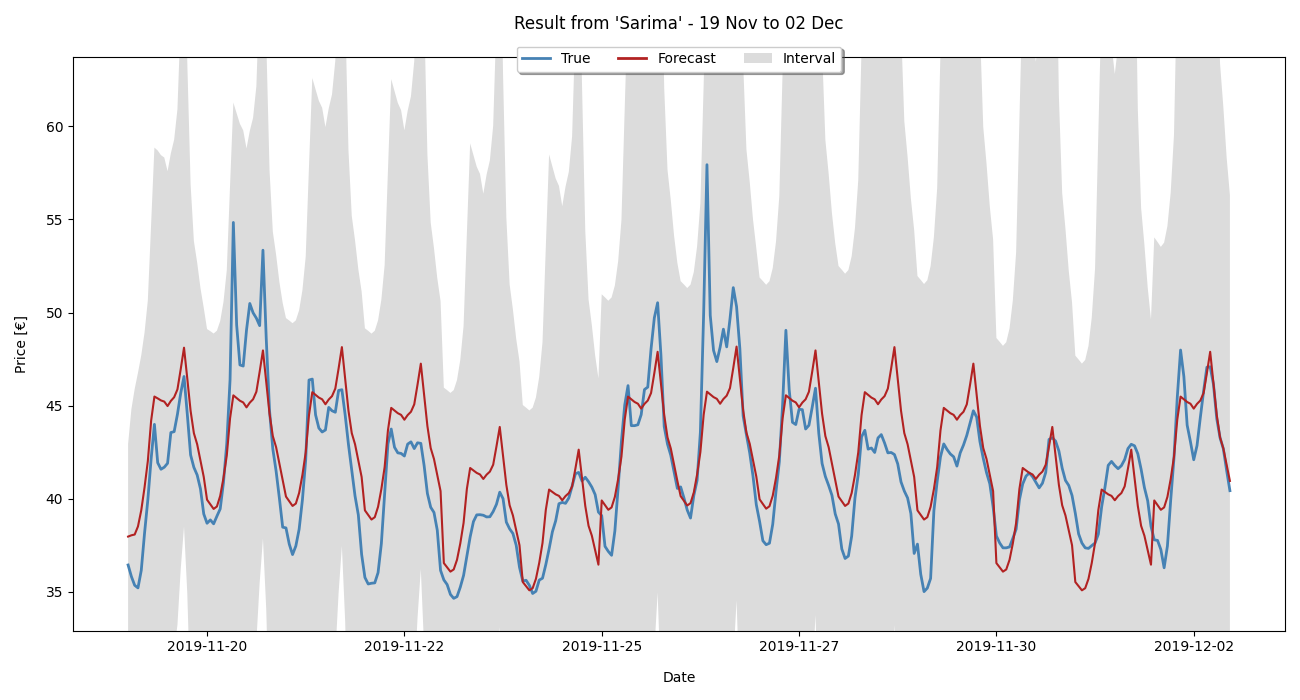 Result from 'Sarima' - 19 Nov to 02 Dec
True Forecast Interval
60
55
50
45
40
35
Price [€]
2019-11-20 2019-11-22 2019-11-25 2019-11-27 2019-11-30 2019-12-02
Date